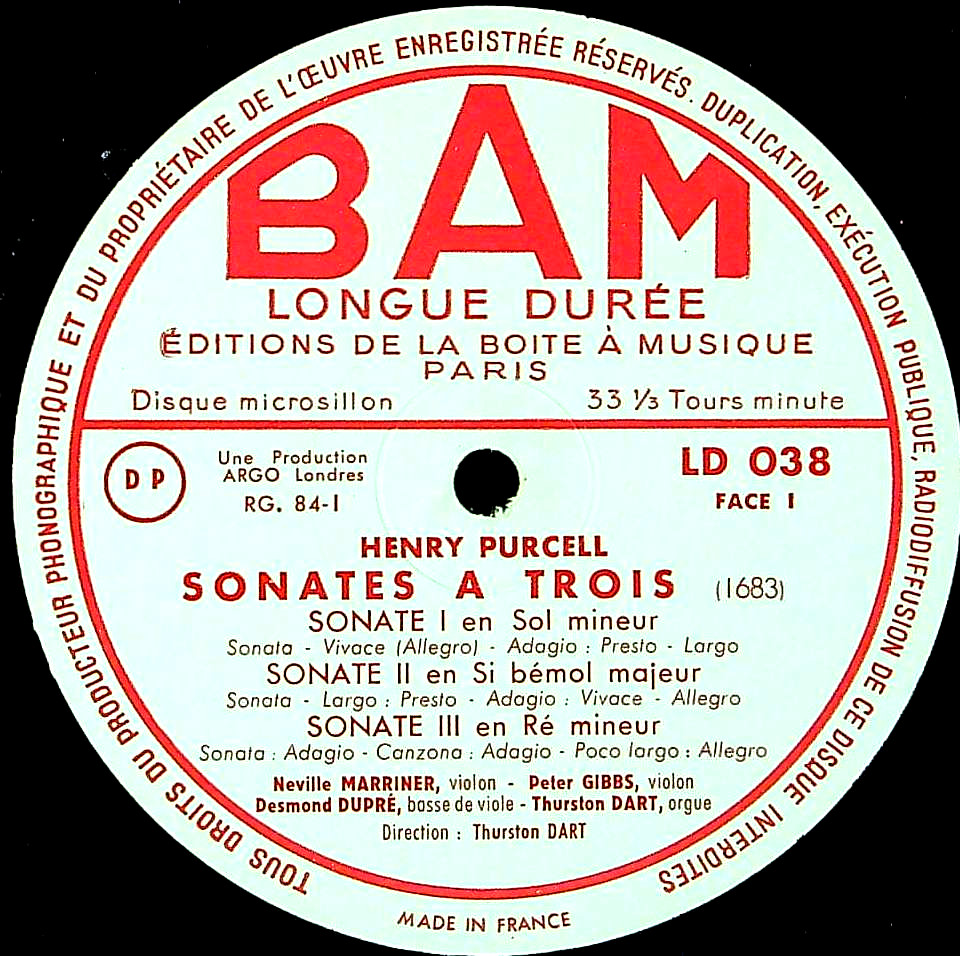 TOUS DROITS DU PRODUCTEUR PHONOGRAPHIQUE ET DU PROPRIÉTAIRE DE L'ŒUVRE ENREGISTRÉE RÉSERVÉS. DUPLICATION, EXÉCUTION PUBLIQUE, RADIODIFFUSION DE CE DISQUE INTERDITES
BAM
LONGUE DURÉE
ÉDITIONS DE LA BOITE À MUSIQUE
PARIS
Disque microsillon 33 1/3 Tours minute
DP
Une Production
ARGO Londres
RG. 84-1
LD 038
FACE I
HENRY PURCELL
SONATES A TROIS (1683)
SONATE I en Sol mineur
Sonata - Vivace (Allegro) - Adagio : Presto - Largo
SONATE II en Si bémol majeur
Sonata - Largo : Presto - Adagio : Vivace - Allegro
SONATE III en Ré mineur
Sonata : Adagio - Canzona : Adagio - Poco largo : Allegro
Neville MARRINER, violon - Peter GIBBS, violon
Desmond DUPRÉ, basse de viole - Thurston DART, orgue
Direction : Thurston DART
MADE IN FRANCE